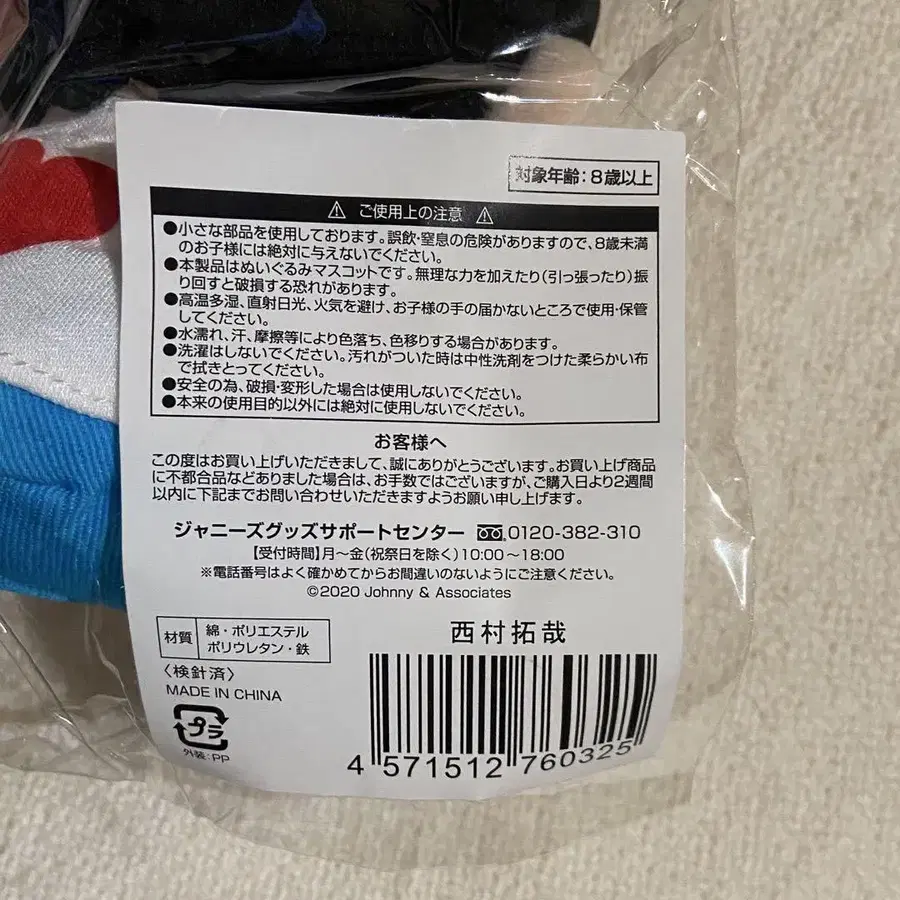 対象年齢:8歳以上
⚠ ご使用上の注意 ⚠
●小さな部品を使用しております。誤飲・窒息の危険がありますので、8歳未満
のお子様には絶対に与えないでください。
●本製品はぬいぐるみマスコットです。無理な力を加えたり(引っ張ったり)振
り回すと破損する恐れがあります。
●高温多湿、直射日光、火気を避け、お子様の手の届かないところで使用・保管
してください。
●水濡れ、汗、摩擦等により色落ち、色移りする場合があります。
●洗濯はしないでください。汚れがついた時は中性洗剤をつけた柔らかい布
で拭きとってください。
●安全の為、破損・変形した場合は使用しないでください。
●本来の使用目的以外には絶対に使用しないでください。
お客様へ
この度はお買い上げいただきまして、誠にありがとうございます。お買い上げ商品
に不都合品などありました場合は、お手数ではございますが、ご購入日より2週間
以内に下記までお問い合わせいただきますようお願い申し上げます。
ジャニーズグッズサポートセンター 0120-382-310
【受付時間】月~金(祝祭日を除く)10:00~18:00
※電話番号はよく確かめてからお間違いのないようにご注意ください。
©2020 Johnny & Associates
材質 綿・ポリエステル
ポリウレタン・鉄
西村拓哉
〈検針済〉
MADE IN CHINA
プラ
外装:PP
4 571512 760325